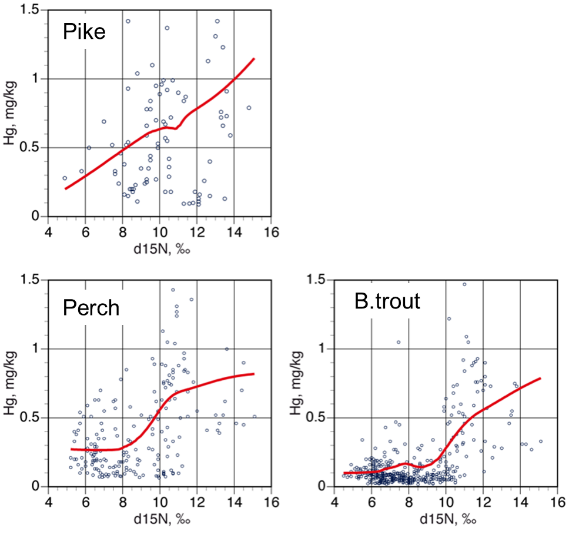 Pike
1.5
1
0.5
0
Hg, mg/kg
4 6 8 10 12 14 16
d15N, ‰
Perch
1.5
1
0.5
0
Hg, mg/kg
4 6 8 10 12 14 16
d15N, ‰
B.trout
1.5
1
0.5
0
Hg, mg/kg
4 6 8 10 12 14 16
d15N, ‰